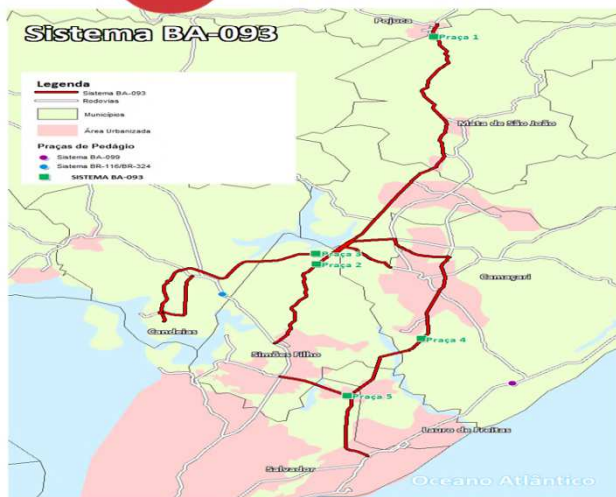 Sistema BA-093
Legenda
Sistema BA-093
Rodovias
Municípios
Área Urbanizada
Praças de Pedágio
Sistema BA-099
Sistema BR-116/BR-324
SISTEMA BA-093
Pojuca
Praça 1
Mata de São João
Praça 3
Praça 2
Camaçari
Candeias
Simões Filho
Praça 4
Praça 5
Lauro de Freitas
Salvador
Oceano Atlântico